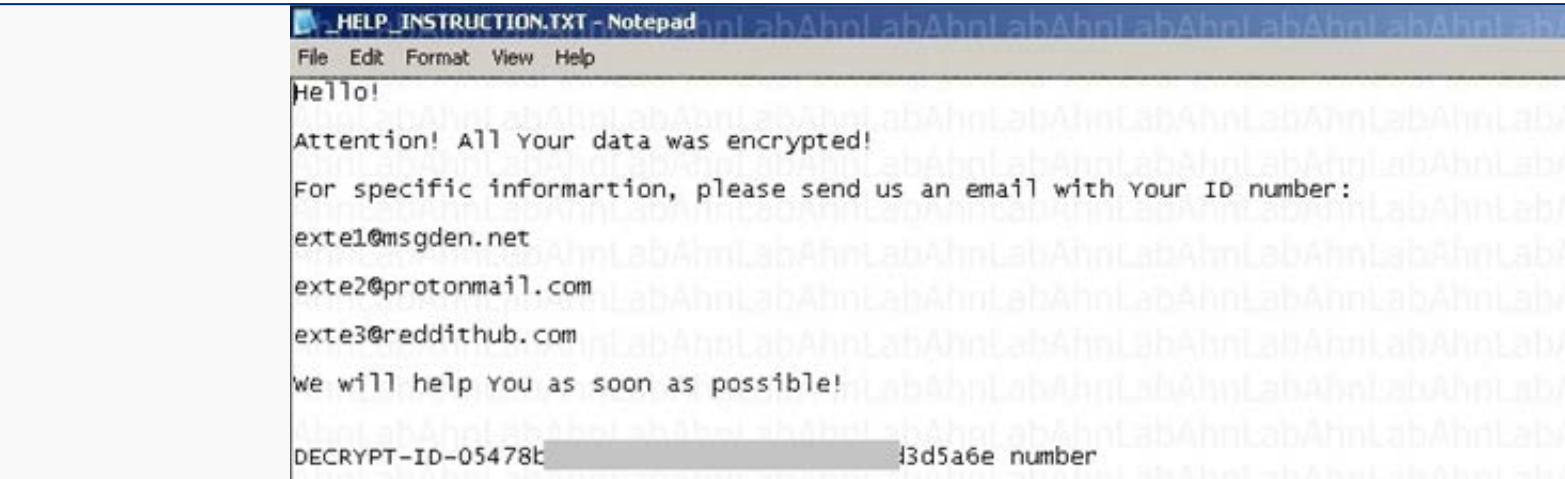 _HELP_INSTRUCTION.TXT - Notepad
File Edit Format View Help
Hello!
Attention! All Your data was encrypted!
For specific informartion, please send us an email with Your ID number:
exte1@msgden.net
exte2@protonmail.com
exte3@reddithub.com
We will help You as soon as possible!
DECRYPT-ID-05478b d3d5a6e number